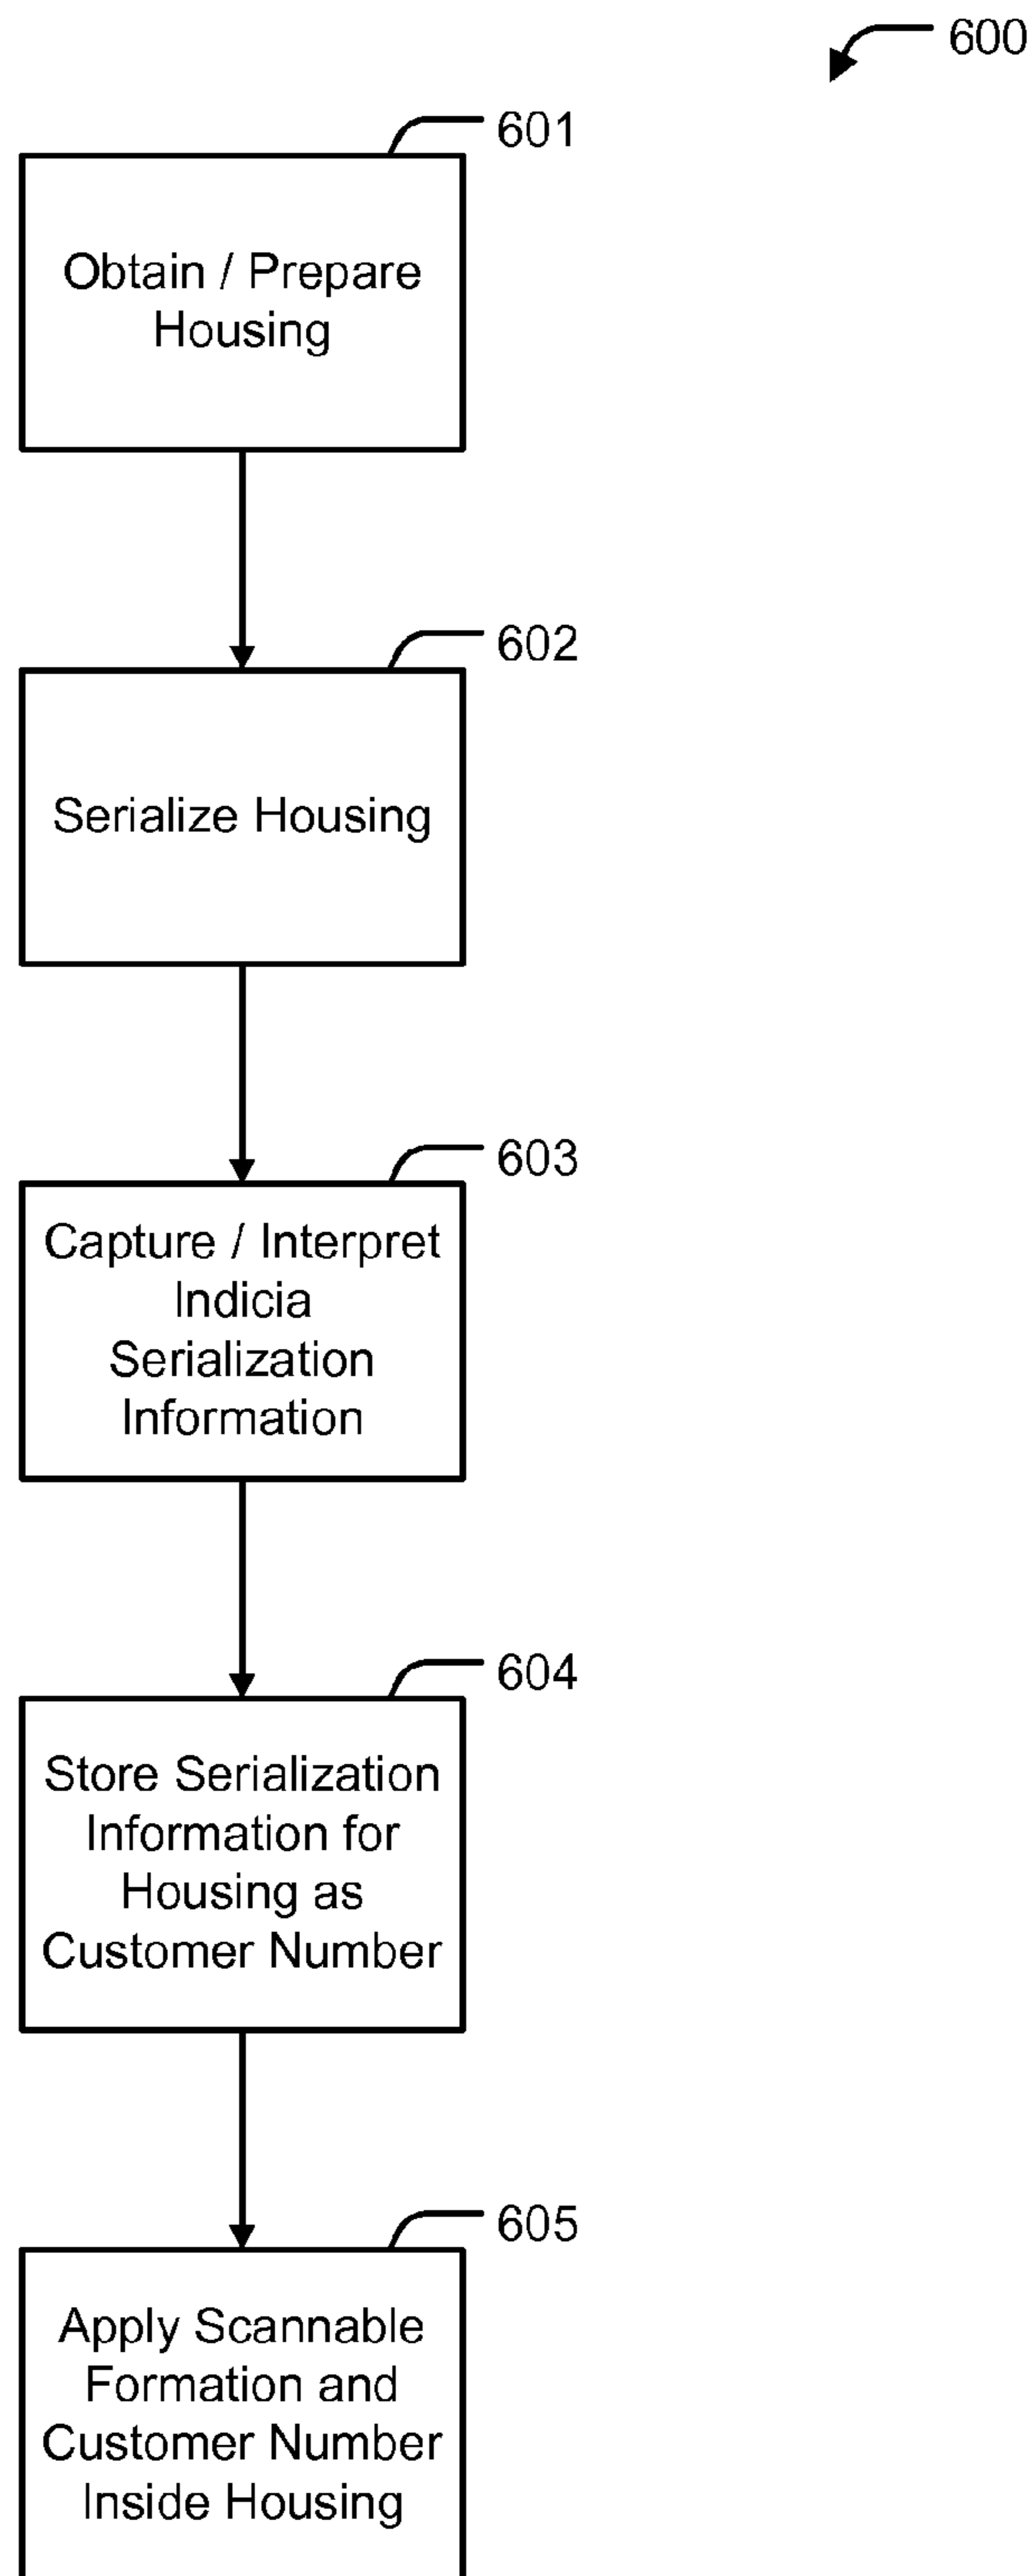 600
601
Obtain / Prepare
Housing
602
Serialize Housing
603
Capture / Interpret
Indicia
Serialization
Information
604
Store Serialization
Information for
Housing as
Customer Number
605
Apply Scannable
Formation and
Customer Number
Inside Housing